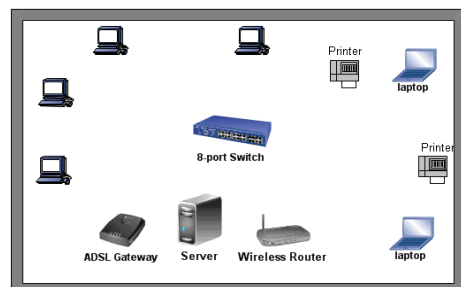 Printer
laptop
8-port Switch
Printer
ADSL Gateway
Server
Wireless Router
laptop